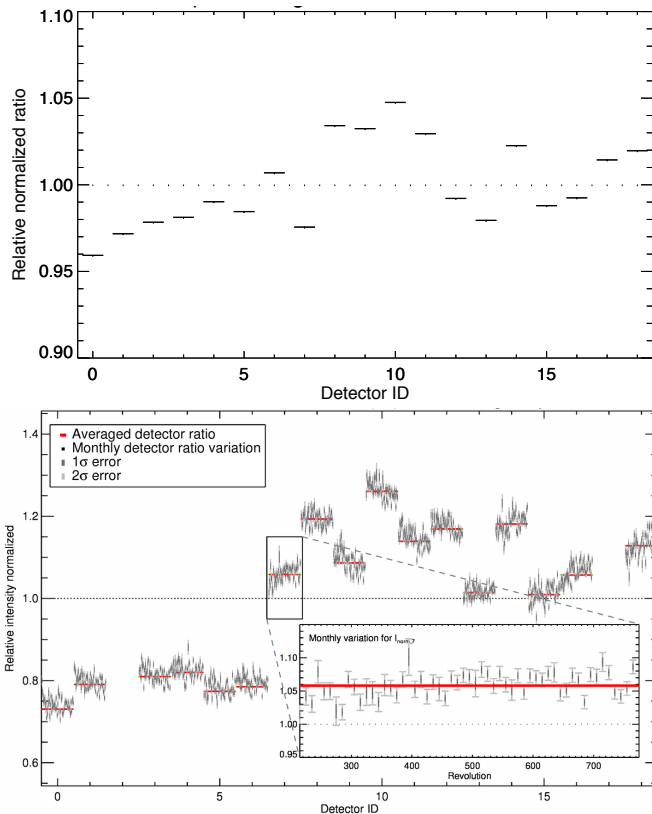 1.10
1.05
1.00
0.95
0.90
Relative normalized ratio
0 5 10 15
Detector ID
1.4
1.2
1.0
0.8
0.6
Relative intensity normalized
Averaged detector ratio
Monthly detector ratio variation
1σ error
2σ error
Monthly variation for I_norm_7
1.10
1.05
1.00
0.95
300 400 500 600 700
Revolution
0 5 10 15
Detector ID